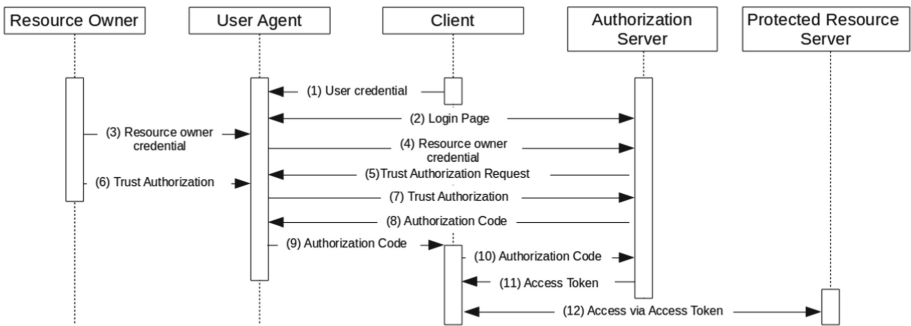 Resource Owner
User Agent
Client
Authorization
Server
Protected Resource
Server
(1) User credential
(2) Login Page
(3) Resource owner
credential
(4) Resource owner
credential
(5)Trust Authorization Request
(6) Trust Authorization
(7) Trust Authorization
(8) Authorization Code
(9) Authorization Code
(10) Authorization Code
(11) Access Token
(12) Access via Access Token